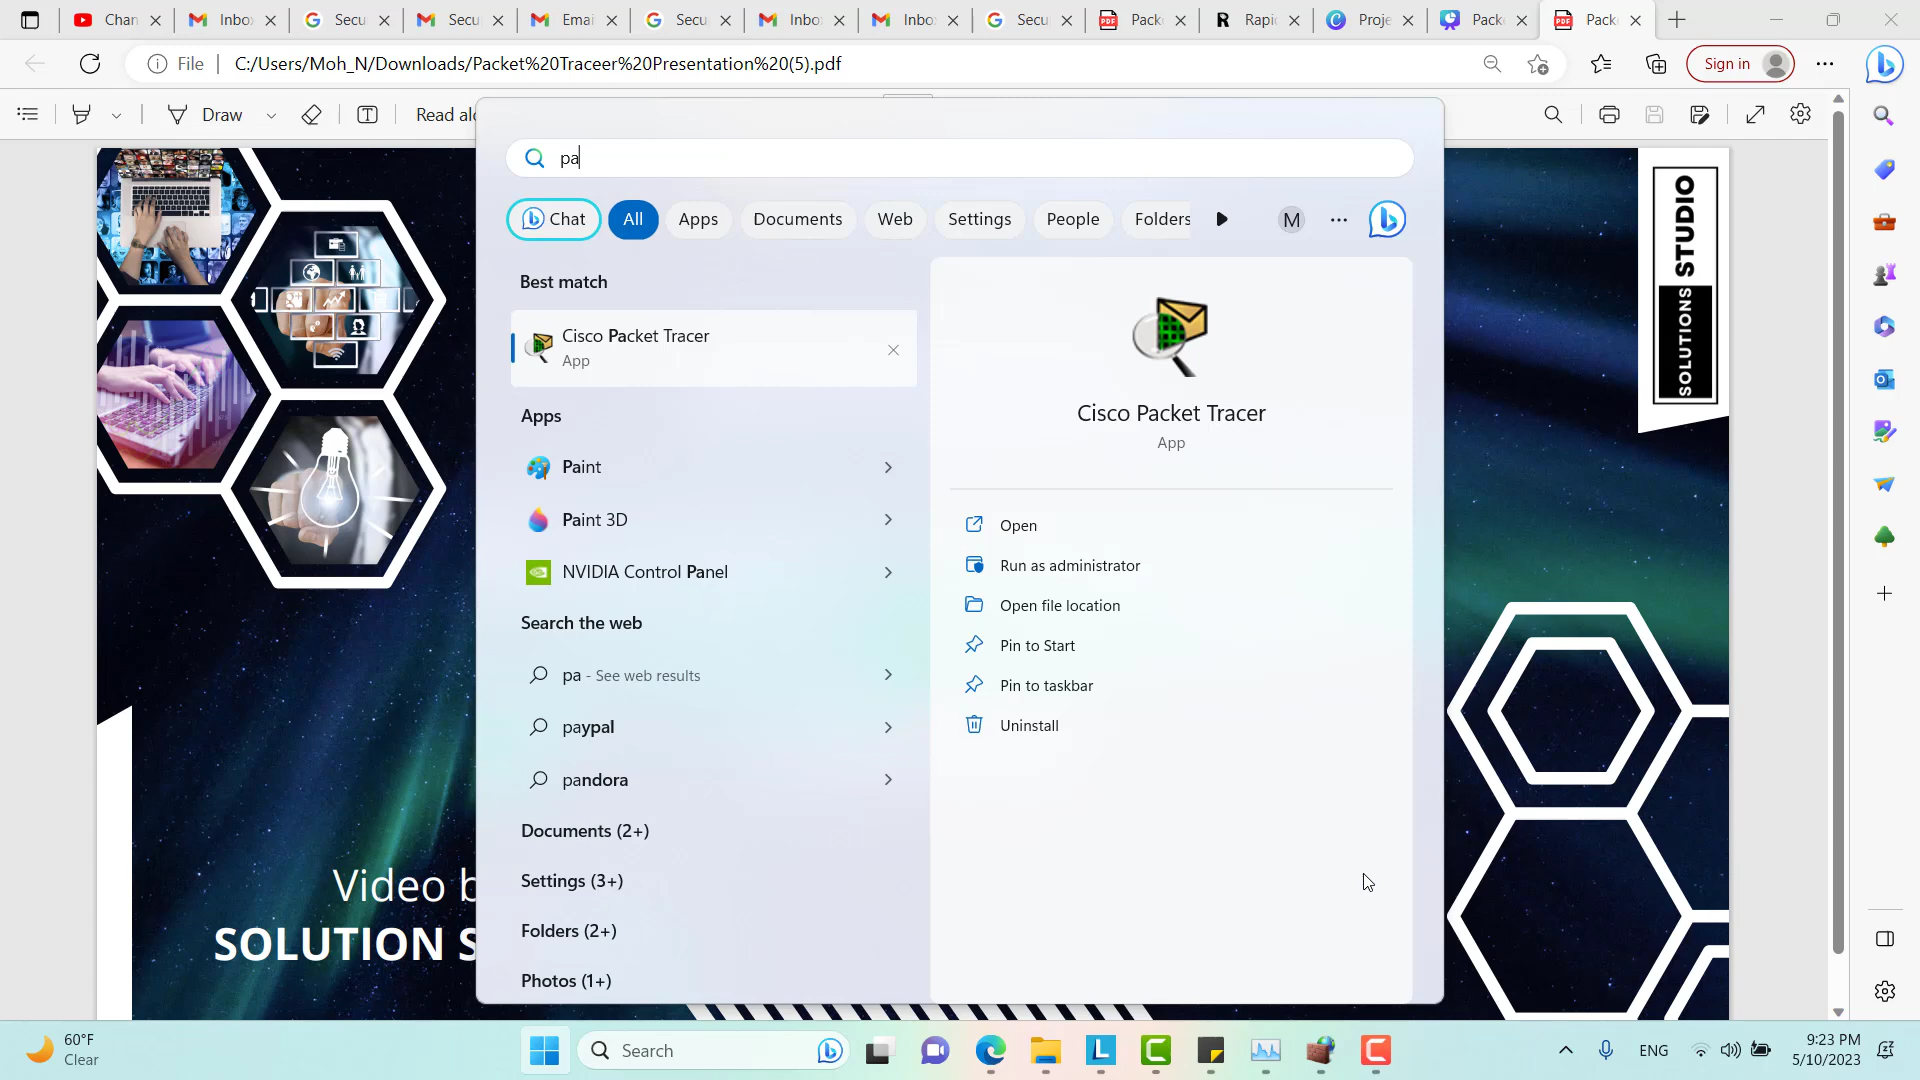 Chan
Inbo
Secu
Secu
Emai
Secu
Inbo
Inbo
Secu
Pack
Rapi
Proje
Pack
Pack
File
C:/Users/Moh_N/Downloads/Packet%20Traceer%20Presentation%20(5).pdf
Sign in
Draw
Read al
pa
Chat
All
Apps
Documents
Web
Settings
People
Folders
M
Best match
Cisco Packet Tracer
App
Apps
Paint
Paint 3D
NVIDIA Control Panel
Search the web
pa - See web results
paypal
pandora
Documents (2+)
Settings (3+)
Folders (2+)
Photos (1+)
Cisco Packet Tracer
App
Open
Run as administrator
Open file location
Pin to Start
Pin to taskbar
Uninstall
SOLUTIONS STUDIO
Video b
SOLUTION S
60°F
Clear
Search
ENG
9:23 PM
5/10/2023